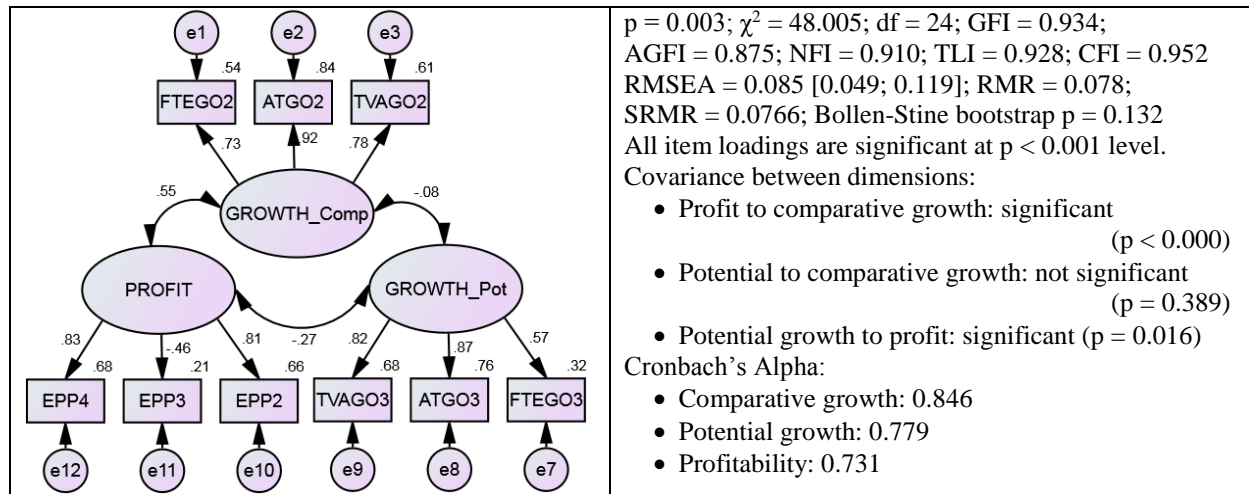 e1 e2 e3
.54 .84 .61
FTEGO2 ATGO2 TVAGO2
.73 .92 .78
.55 -.08
GROWTH_Comp
PROFIT GROWTH_Pot
-.27
.83 -.46 .81 .82 .87 .57
.68 .21 .66 .68 .76 .32
EPP4 EPP3 EPP2 TVAGO3 ATGO3 FTEGO3
e12 e11 e10 e9 e8 e7
p = 0.003; χ² = 48.005; df = 24; GFI = 0.934;
AGFI = 0.875; NFI = 0.910; TLI = 0.928; CFI = 0.952
RMSEA = 0.085 [0.049; 0.119]; RMR = 0.078;
SRMR = 0.0766; Bollen-Stine bootstrap p = 0.132
All item loadings are significant at p < 0.001 level.
Covariance between dimensions:
• Profit to comparative growth: significant
(p < 0.000)
• Potential to comparative growth: not significant
(p = 0.389)
• Potential growth to profit: significant (p = 0.016)
Cronbach’s Alpha:
• Comparative growth: 0.846
• Potential growth: 0.779
• Profitability: 0.731